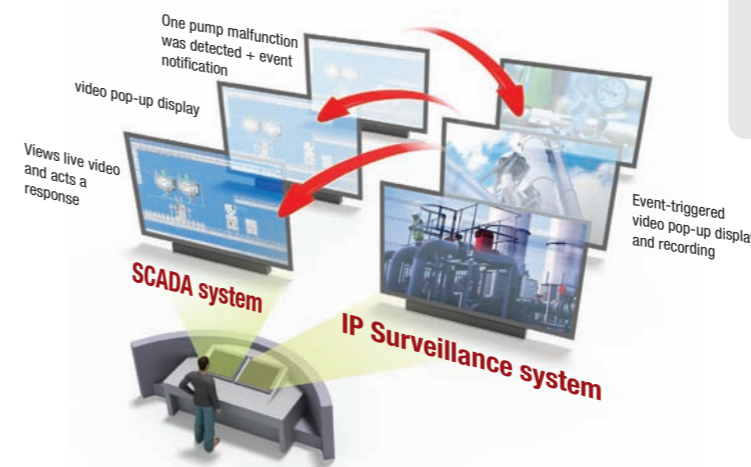 One pump malfunction
was detected + event
notification
video pop-up display
Views live video
and acts a
response
Event-triggered
video pop-up display
and recording
SCADA system
IP Surveillance system